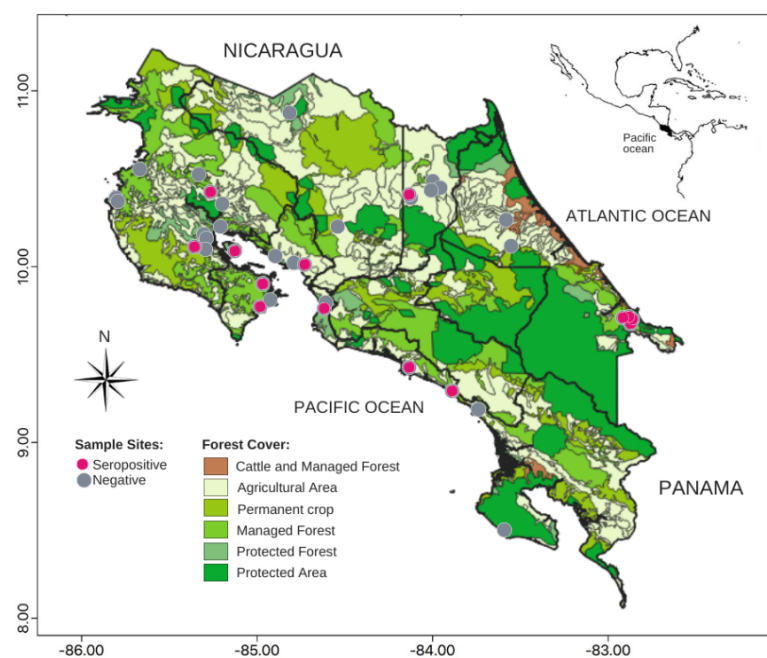 NICARAGUA
11.00
Pacific
ocean
ATLANTIC OCEAN
10.00
N
PACIFIC OCEAN
9.00
Sample Sites:
Seropositive
Negative
Forest Cover:
Cattle and Managed Forest
Agricultural Area
Permanent crop
Managed Forest
Protected Forest
Protected Area
PANAMA
8.00
-86.00
-85.00
-84.00
-83.00